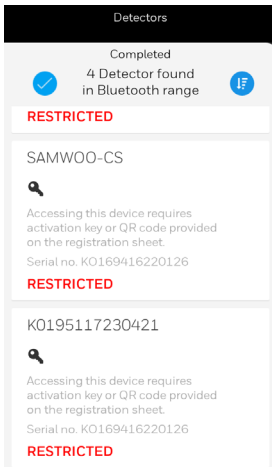 Detectors
Completed
4 Detector found
in Bluetooth range
RESTRICTED
SAMWOO-CS
Accessing this device requires
activation key or QR code provided
on the registration sheet.
Serial no. KO169416220126
RESTRICTED
K0195117230421
Accessing this device requires
activation key or QR code provided
on the registration sheet.
Serial no. KO169416220126
RESTRICTED